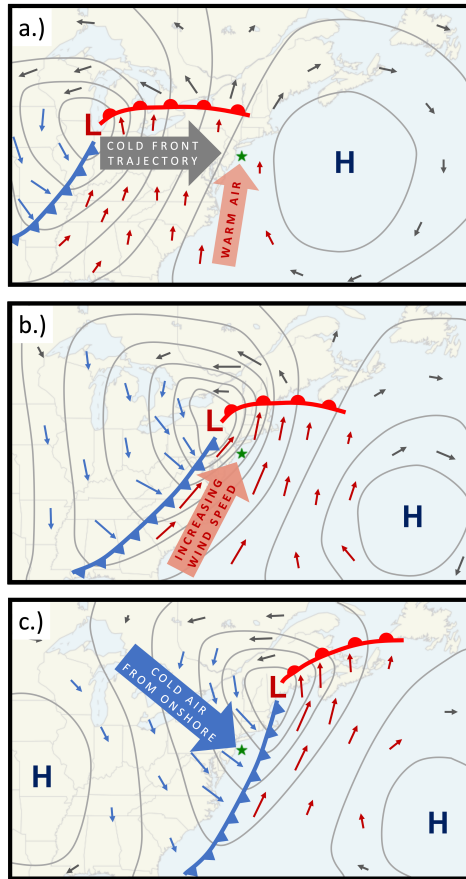 a.)
L
COLD FRONT
TRAJECTORY
H
WARM AIR
b.)
L
INCREASING
WIND SPEED
H
c.)
COLD AIR
FROM ONSHORE
L
H
H